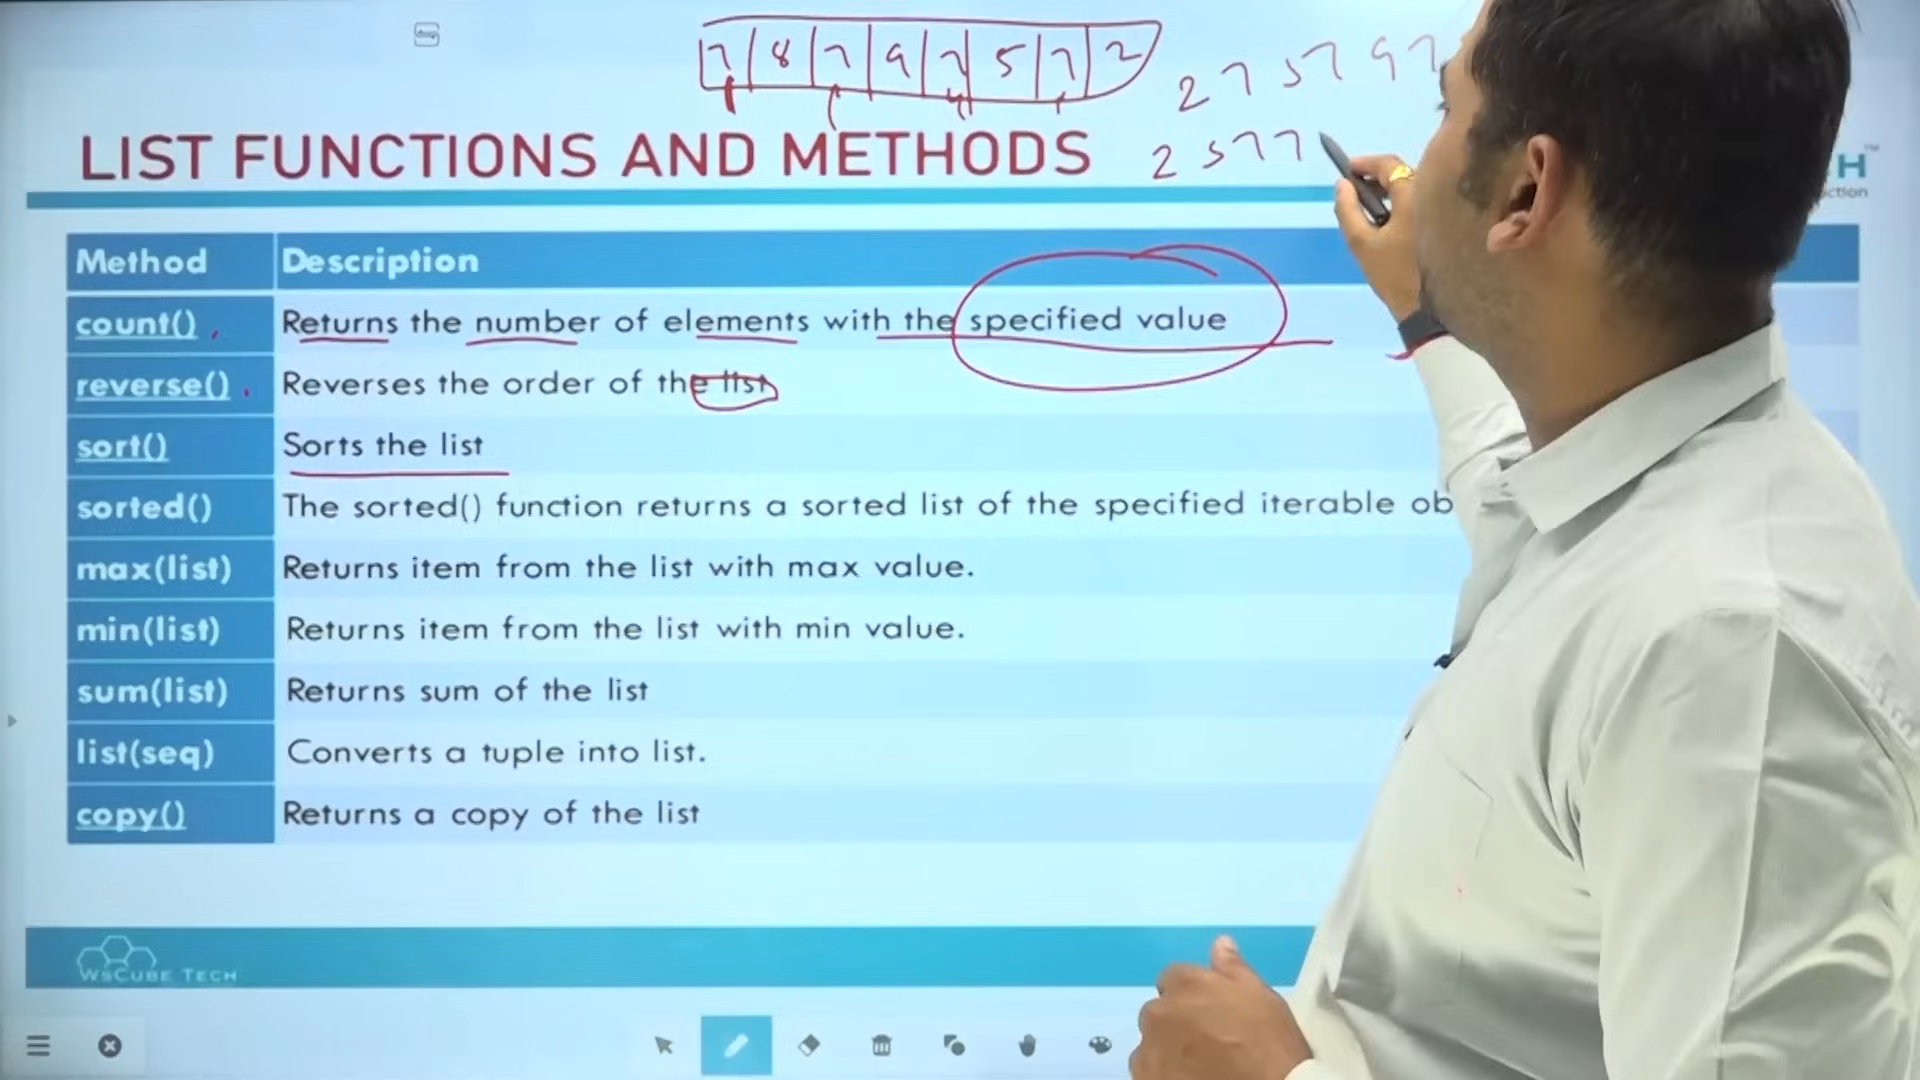 7 8 7 9 7 5 7 2
2 7 5 7 9 7
2 5 7 7
LIST FUNCTIONS AND METHODS
H
TM
ction
Method Description
count() Returns the number of elements with the specified value
reverse() Reverses the order of the list
sort() Sorts the list
sorted() The sorted() function returns a sorted list of the specified iterable ob
max(list) Returns item from the list with max value.
min(list) Returns item from the list with min value.
sum(list) Returns sum of the list
list(seq) Converts a tuple into list.
copy() Returns a copy of the list
WsCube Tech